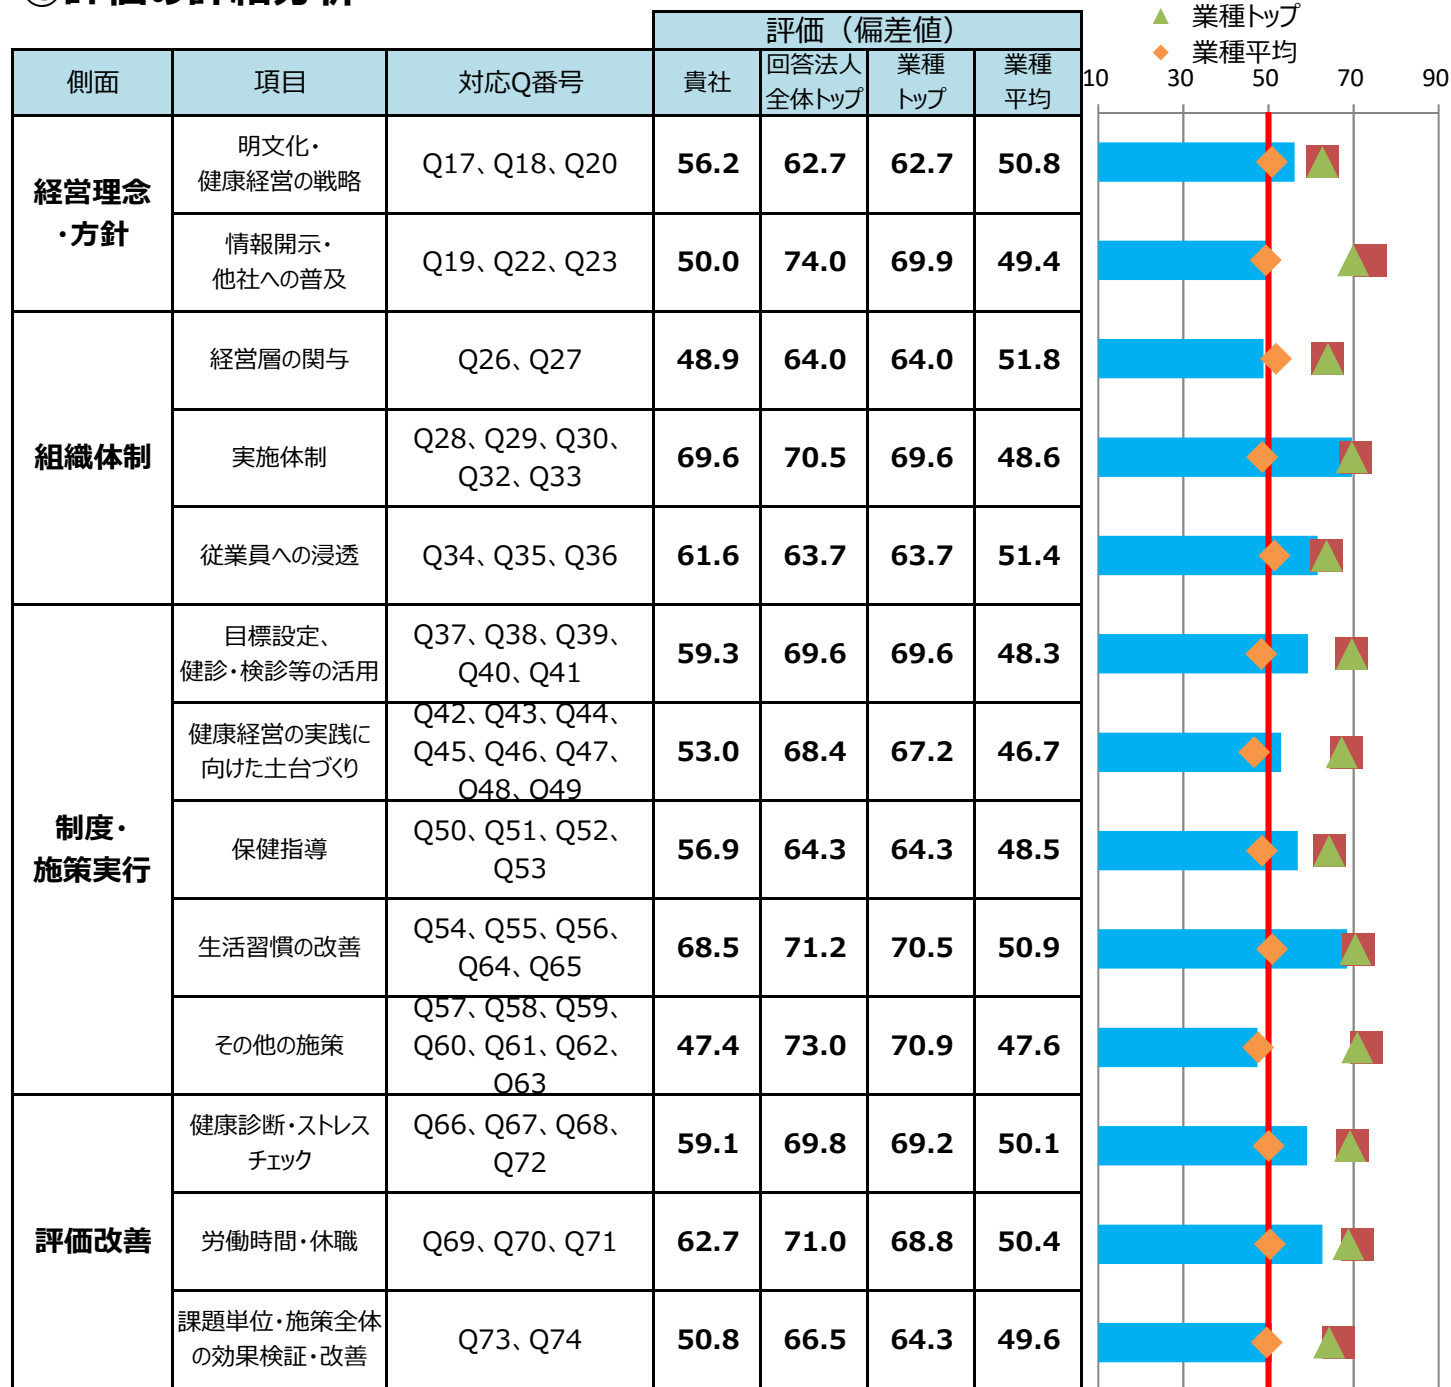 評価（偏差値）
▲ 業種トップ
◆ 業種平均
側面 項目 対応Q番号 貴社 回答法人 業種 業種
全体トップ トップ 平均
10 30 50 70 90
経営理念
・方針
明文化・
健康経営の戦略
Q17、Q18、Q20 56.2 62.7 62.7 50.8
情報開示・
他社への普及
Q19、Q22、Q23 50.0 74.0 69.9 49.4
組織体制
経営層の関与 Q26、Q27 48.9 64.0 64.0 51.8
実施体制
Q28、Q29、Q30、
Q32、Q33
69.6 70.5 69.6 48.6
従業員への浸透 Q34、Q35、Q36 61.6 63.7 63.7 51.4
制度・
施策実行
目標設定、
健診・検診等の活用
Q37、Q38、Q39、
Q40、Q41
59.3 69.6 69.6 48.3
健康経営の実践に
向けた土台づくり
Q42、Q43、Q44、
Q45、Q46、Q47、
Q48、Q49
53.0 68.4 67.2 46.7
保健指導
Q50、Q51、Q52、
Q53
56.9 64.3 64.3 48.5
生活習慣の改善
Q54、Q55、Q56、
Q64、Q65
68.5 71.2 70.5 50.9
その他の施策
Q57、Q58、Q59、
Q60、Q61、Q62、
Q63
47.4 73.0 70.9 47.6
評価改善
健康診断・ストレス
チェック
Q66、Q67、Q68、
Q72
59.1 69.8 69.2 50.1
労働時間・休職 Q69、Q70、Q71 62.7 71.0 68.8 50.4
課題単位・施策全体
の効果検証・改善
Q73、Q74 50.8 66.5 64.3 49.6